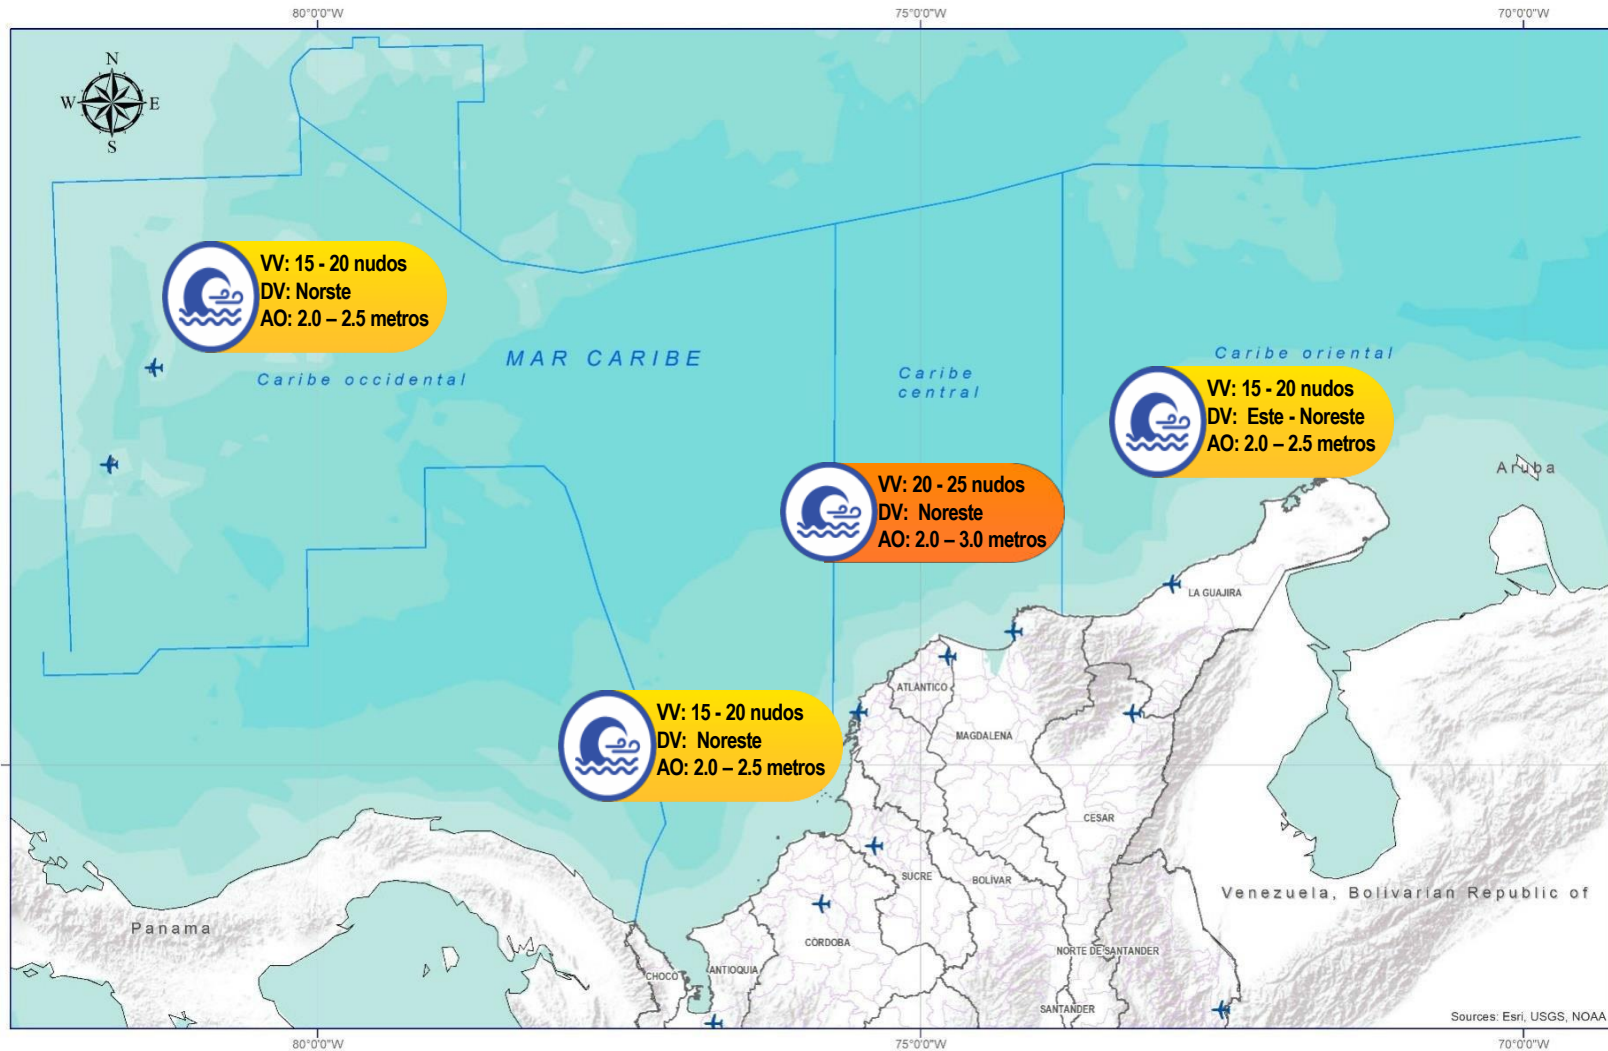 80°0'0"W
75°0'0"W
70°0'0"W
N
W
E
S
VV: 15 - 20 nudos
DV: Norste
AO: 2.0 – 2.5 metros
MAR CARIBE
Caribe occidental
Caribe
central
Caribe oriental
VV: 15 - 20 nudos
DV: Este - Noreste
AO: 2.0 – 2.5 metros
Aruba
VV: 20 - 25 nudos
DV: Noreste
AO: 2.0 – 3.0 metros
LA GUAJIRA
ATLÁNTICO
VV: 15 - 20 nudos
DV: Noreste
AO: 2.0 – 2.5 metros
MAGDALENA
CESAR
SUCRE
BOLÍVAR
Venezuela, Bolivarian Republic of
Panama
CÓRDOBA
NORTE DE SANTANDER
CHOCÓ
ANTIOQUIA
SANTANDER
Sources: Esri, USGS, NOAA
80°0'0"W
75°0'0"W
70°0'0"W